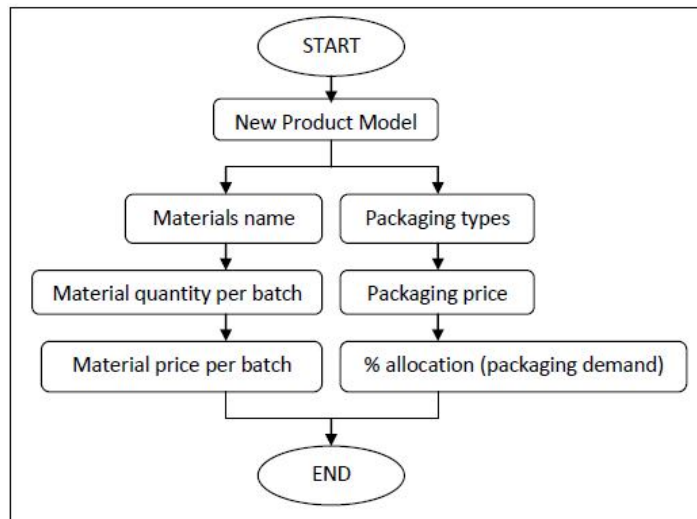 START
New Product Model
Materials name
Packaging types
Material quantity per batch
Packaging price
Material price per batch
% allocation (packaging demand)
END